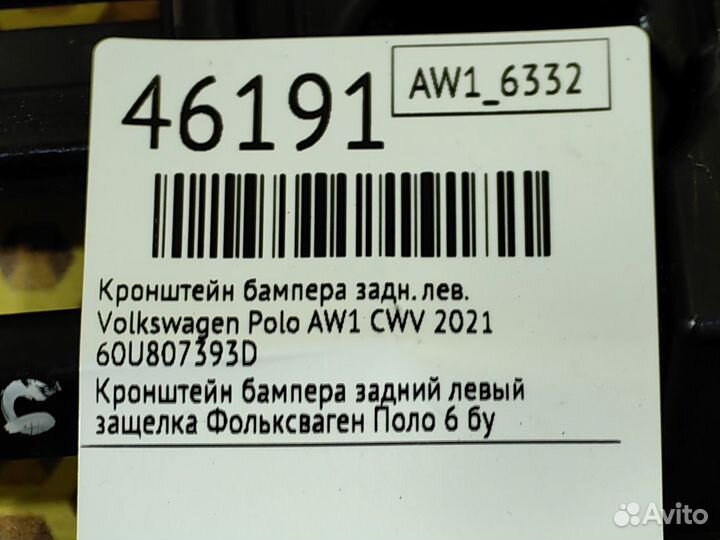 46191
AW1_6332
Кронштейн бампера задн. лев.
Volkswagen Polo AW1 CWV 2021
60U807393D
Кронштейн бампера задний левый
защелка Фольксваген Поло 6 бу
Avito